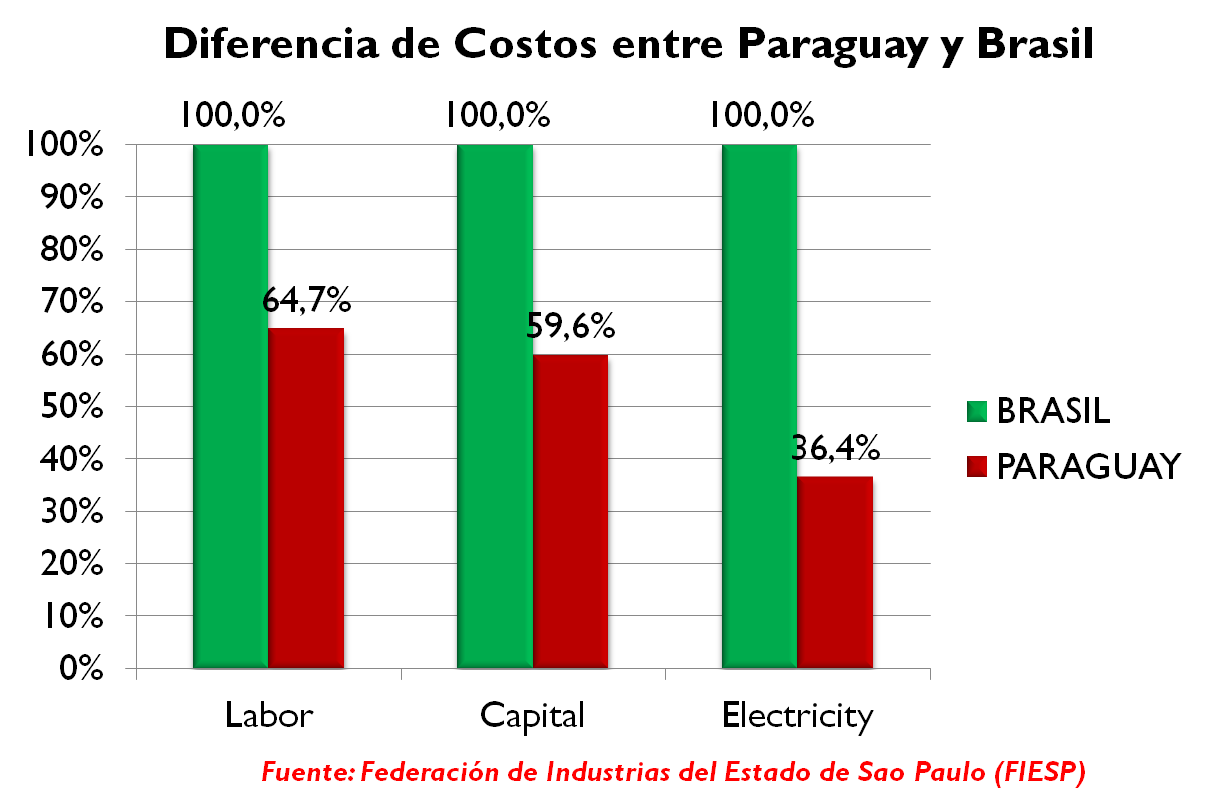 Diferencia de Costos entre Paraguay y Brasil
100,0% 100,0% 100,0%
100%
90%
80%
70%
64,7%
59,6%
60%
50%
BRASIL
36,4%
40%
PARAGUAY
30%
20%
10%
0%
Labor Capital Electricity
Fuente: Federación de Industrias del Estado de Sao Paulo (FIESP)